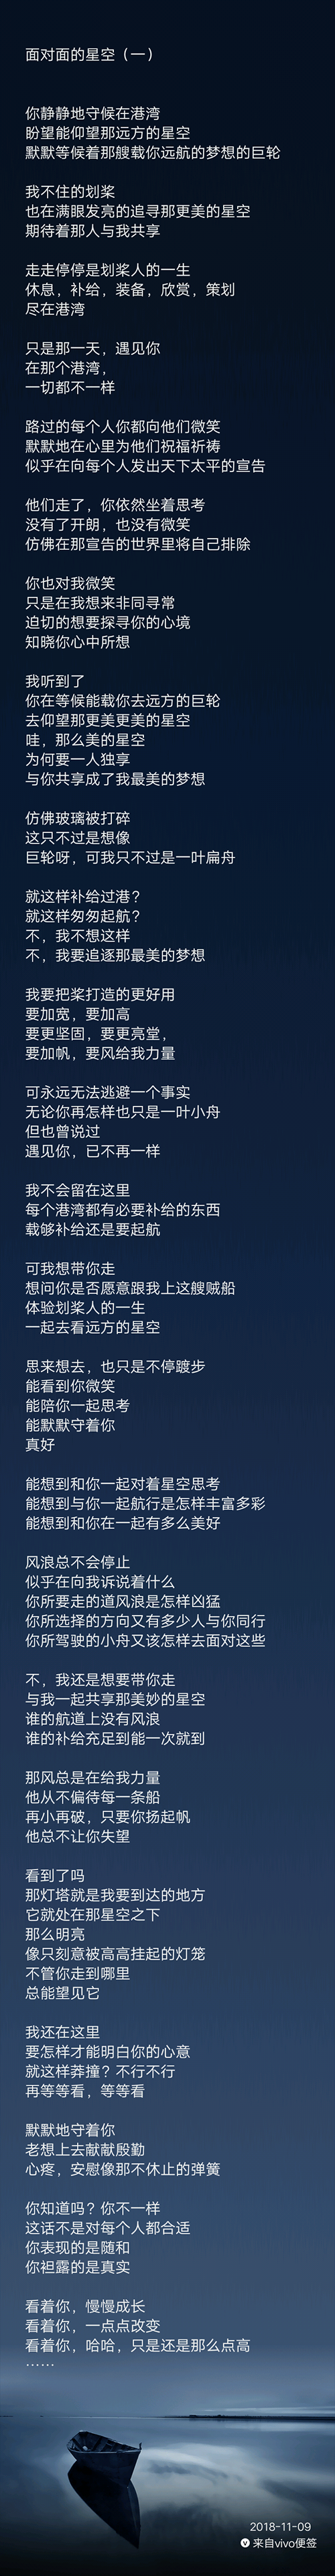 面对面的星空（一）
你静静地守候在港湾
盼望能仰望那远方的星空
默默等候着那艘载你远航的梦想的巨轮
我不住的划桨
也在满眼发亮的追寻那更美的星空
期待着那人与我共享
走走停停是划桨人的一生
休息，补给，装备，欣赏，策划
尽在港湾
只是那一天，遇见你
在那个港湾，
一切都不一样
路过的每个人你都向他们微笑
默默地在心里为他们祝福祈祷
似乎在向每个人发出天下太平的宣告
他们走了，你依然坐着思考
没有了开朗，也没有微笑
仿佛在那宣告的世界里将自己排除
你也对我微笑
只是在我想来非同寻常
迫切的想要探寻你的心境
知晓你心中所想
我听到了
你在等候能载你去远方的巨轮
去仰望那更美更美的星空
哇，那么美的星空
为何要一人独享
与你共享成了我最美的梦想
仿佛玻璃被打碎
这只不过是想像
巨轮呀，可我只不过是一叶扁舟
就这样补给过港？
就这样匆匆起航？
不，我不想这样
不，我要追逐那最美的梦想
我要把桨打造的更好用
要加宽，要加高
要更坚固，要更亮堂，
要加帆，要风给我力量
可永远无法逃避一个事实
无论你再怎样也只是一叶小舟
但也曾说过
遇见你，已不再一样
我不会留在这里
每个港湾都有必要补给的东西
载够补给还是要起航
可我想带你走
想问你是否愿意跟我上这艘贼船
体验划桨人的一生
一起去看远方的星空
思来想去，也只是不停踱步
能看到你微笑
能陪你一起思考
能默默守着你
真好
能想到和你一起对着星空思考
能想到与你一起航行是怎样丰富多彩
能想到和你在一起有多么美好
风浪总不会停止
似乎在向我诉说着什么
你所要走的道风浪是怎样凶猛
你所选择的方向又有多少人与你同行
你所驾驶的小舟又该怎样去面对这些
不，我还是想要带你走
与我一起共享那美妙的星空
谁的航道上没有风浪
谁的补给充足到能一次就到
那风总是在给我力量
他从不偏待每一条船
再小再破，只要你扬起帆
他总不让你失望
看到了吗
那灯塔就是我要到达的地方
它就处在那星空之下
那么明亮
像只刻意被高高挂起的灯笼
不管你走到哪里
总能望见它
我还在这里
要怎样才能明白你的心意
就这样莽撞？不行不行
再等等看，等等看
默默地守着你
老想上去献献殷勤
心疼，安慰像那不休止的弹簧
你知道吗？你不一样
这话不是对每个人都合适
你表现的是随和
你袒露的是真实
看着你，慢慢成长
看着你，一点点改变
看着你，哈哈，只是还是那么点高
……
2018-11-09
来自vivo便签